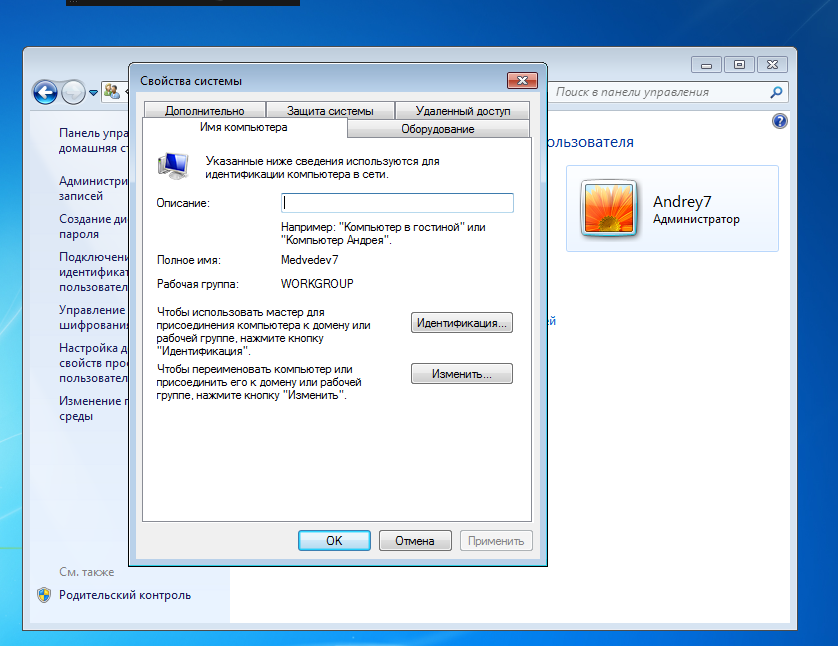 Свойства системы
Поиск в панели управления
Дополнительно
Защита системы
Удаленный доступ
Имя компьютера
Оборудование
Указанные ниже сведения используются для
идентификации компьютера в сети.
Описание:
Например: "Компьютер в гостиной" или
"Компьютер Андрея".
Полное имя:
Medvedev7
Рабочая группа:
WORKGROUP
Чтобы использовать мастер для
присоединения компьютера к домену или
рабочей группе, нажмите кнопку
"Идентификация".
Идентификация...
Чтобы переименовать компьютер или
присоединить его к домену или рабочей
группе, нажмите кнопку "Изменить".
Изменить...
OK
Отмена
Применить
Панель упра
домашняя
Администри
записей
Создание ди
пароля
Подключени
идентификат
пользовател
Управление
шифровани
Настройка д
свойств про
пользовател
Изменение п
среды
См. также
Родительский контроль
ользователя
Andrey7
Администратор
ей